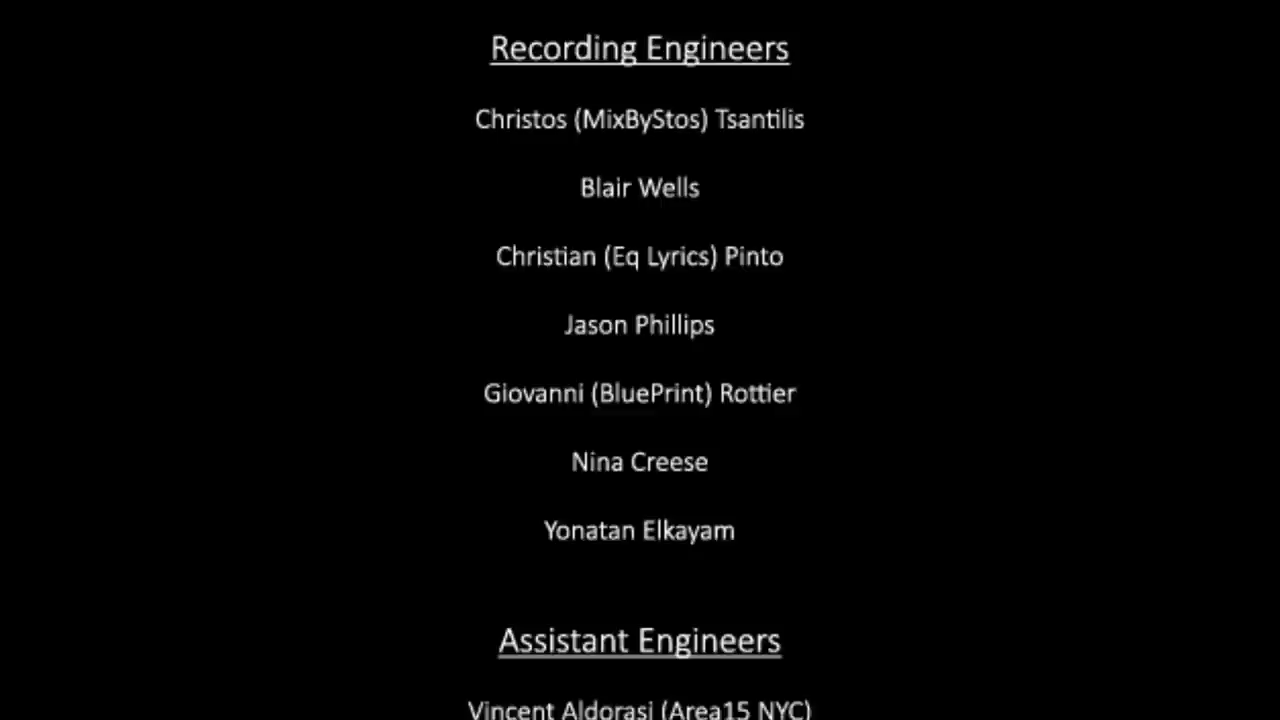 Recording Engineers
Christos (MixByStos) Tsantilis
Blair Wells
Christian (Eq Lyrics) Pinto
Jason Phillips
Giovanni (BluePrint) Rottier
Nina Creese
Yonatan Elkayam
Assistant Engineers
Vincent Aldorasi (Area15 NYC)